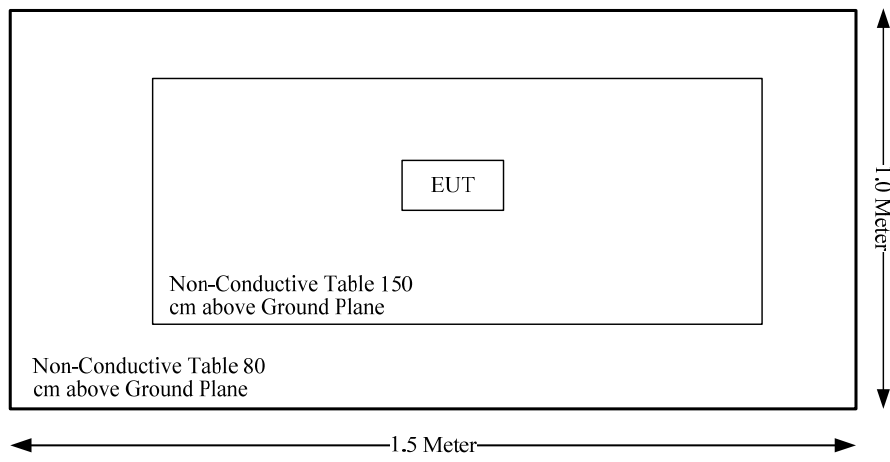 EUT
Non-Conductive Table 150
cm above Ground Plane
Non-Conductive Table 80
cm above Ground Plane
1.0 Meter
1.5 Meter